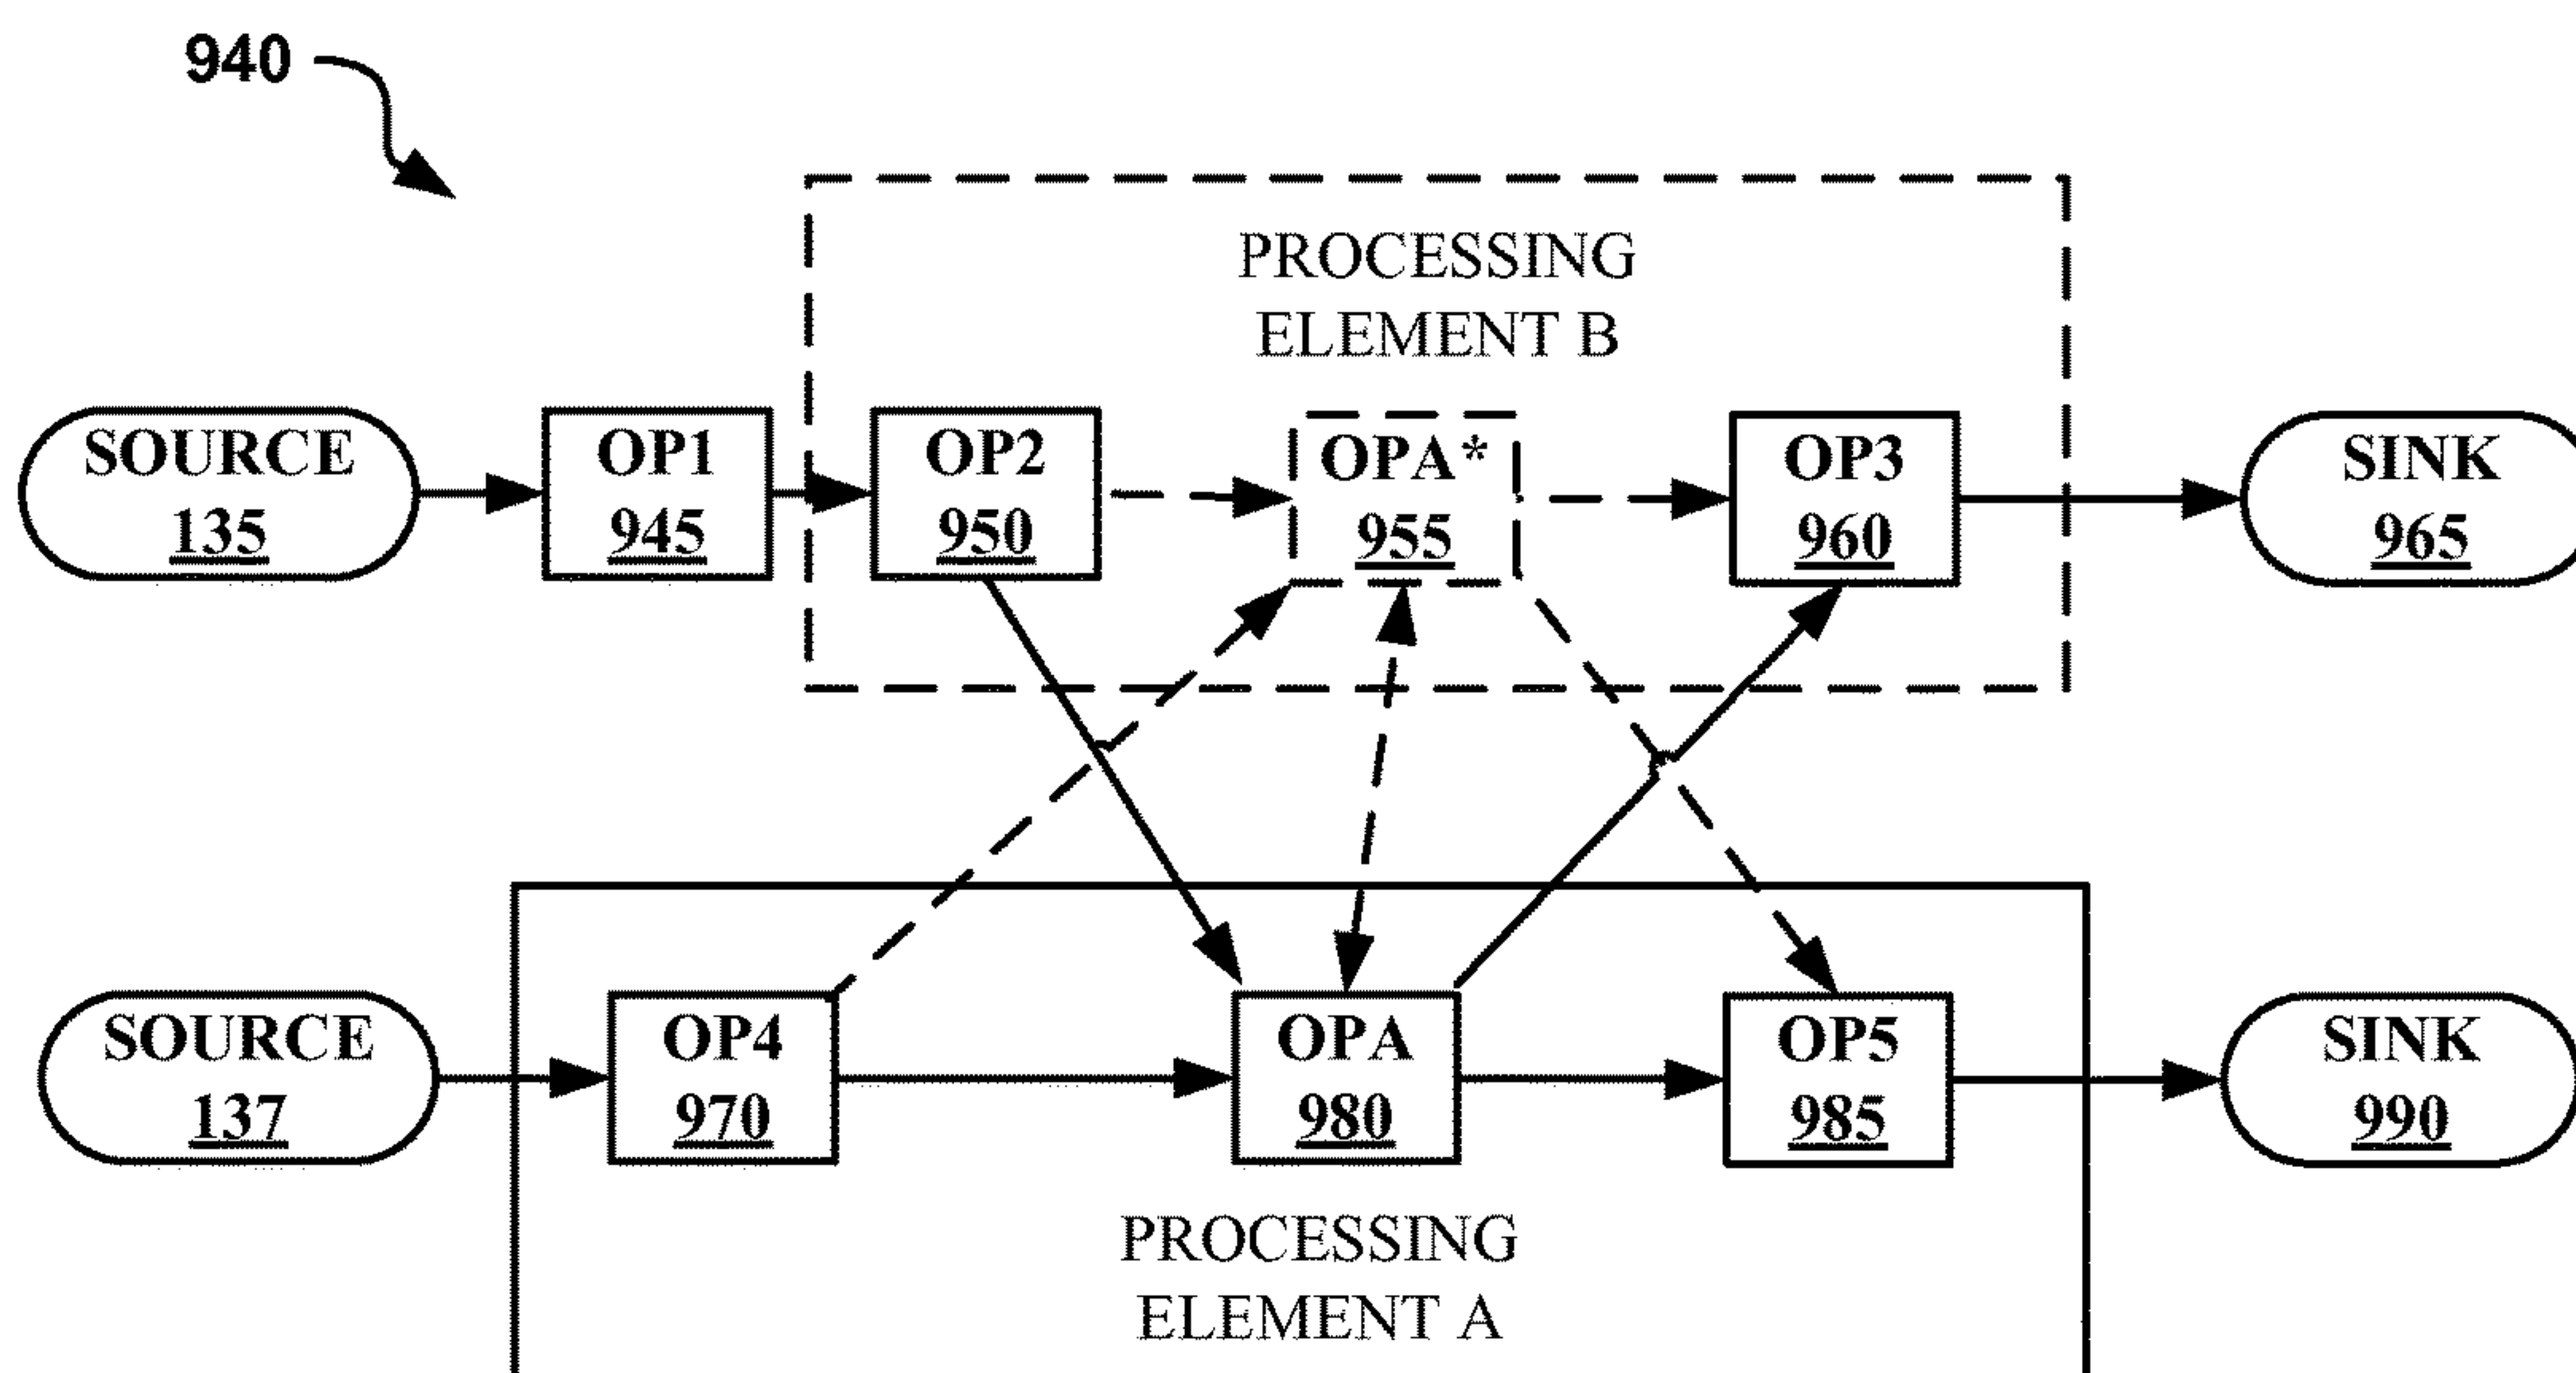 940
PROCESSING
ELEMENT B
SOURCE
135
OP1
945
OP2
950
OPA*
955
OP3
960
SINK
965
SOURCE
137
OP4
970
OPA
980
OP5
985
SINK
990
PROCESSING
ELEMENT A